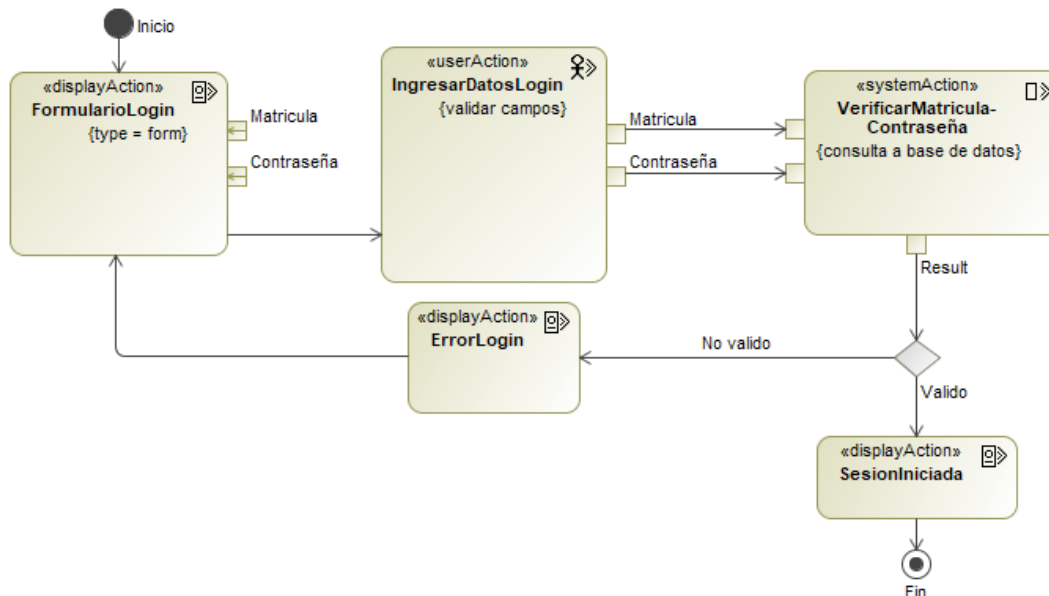 Inicio
«displayAction»
FormularioLogin
{type = form}
Matricula
Contraseña
«userAction»
IngresarDatosLogin
{validar campos}
Matricula
Contraseña
«systemAction»
VerificarMatricula-
Contraseña
{consulta a base de datos}
Result
«displayAction»
ErrorLogin
No valido
Valido
«displayAction»
SesionIniciada
Fin